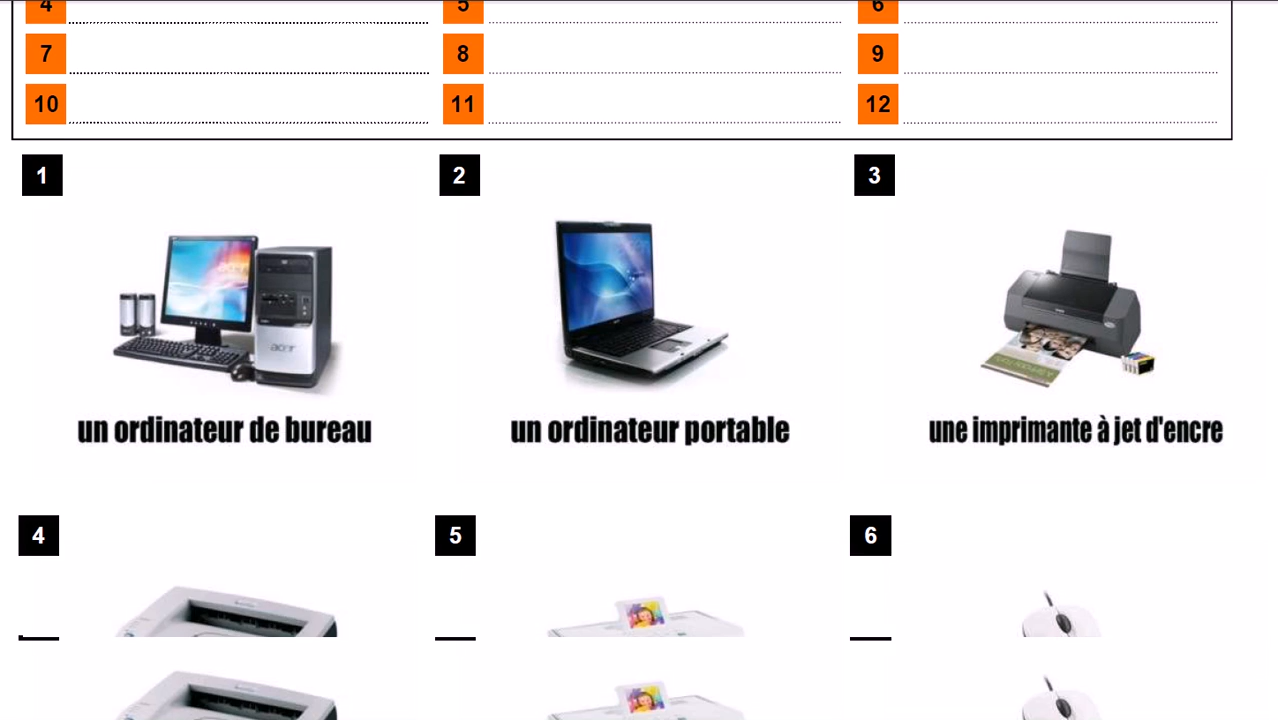 4 5 6
7 8 9
10 11 12
1 2 3
acer
un ordinateur de bureau un ordinateur portable une imprimante à jet d'encre
4 5 6